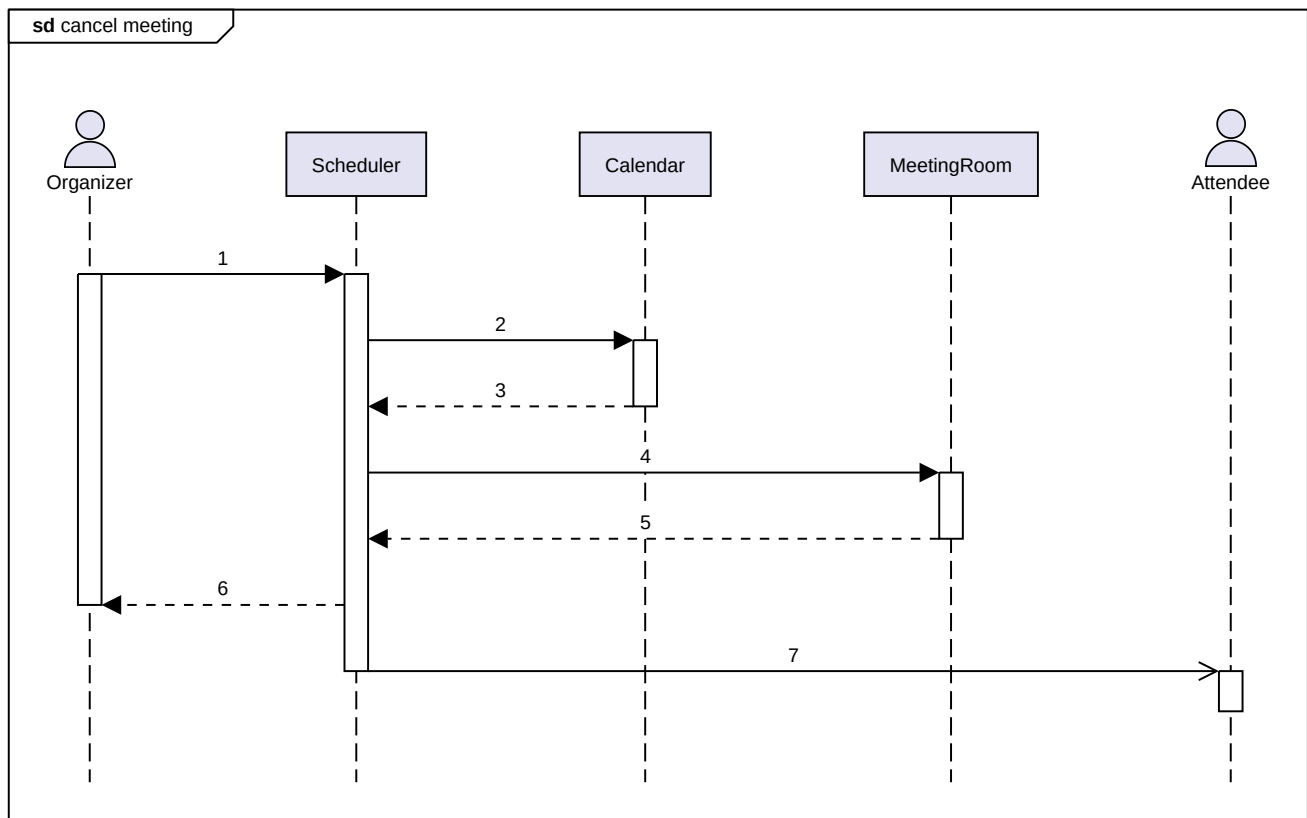 sd cancel meeting
Organizer
Scheduler
Calendar
MeetingRoom
Attendee
1
2
3
4
5
6
7